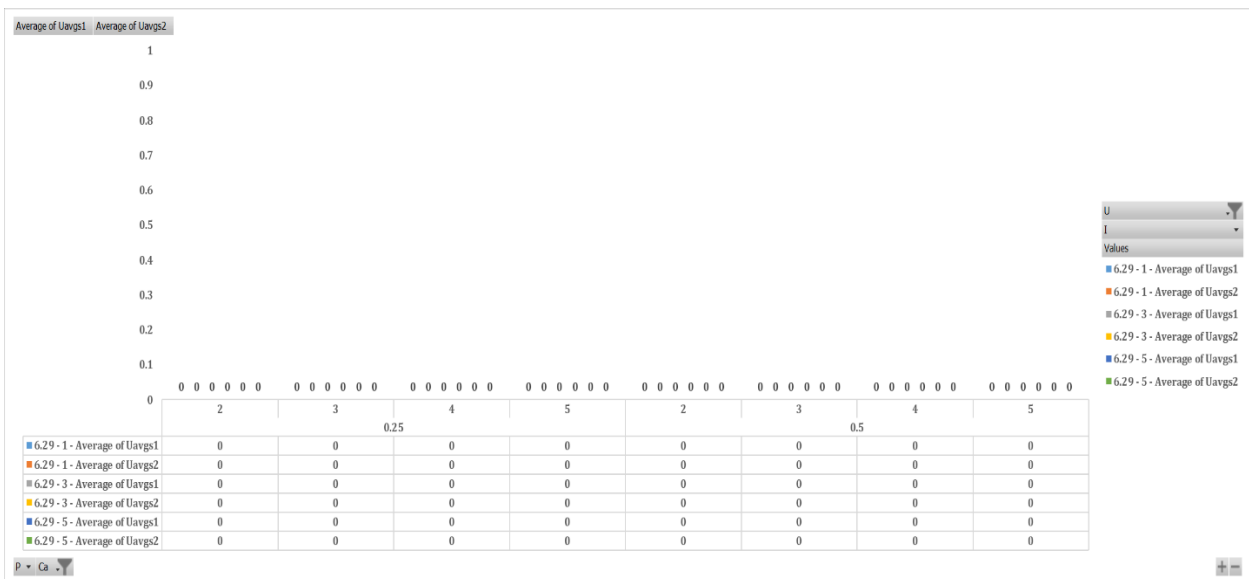 Average of Uavgs1 Average of Uavgs2
1
0.9
0.8
0.7
0.6
0.5
0.4
0.3
0.2
0.1
0
0 0 0 0 0 0 0 0 0 0 0 0 0 0 0 0 0 0 0 0 0 0 0 0 0 0 0 0 0 0 0 0 0 0 0 0 0 0 0 0 0 0 0 0 0 0 0 0
2 3 4 5 2 3 4 5
0.25 0.5
6.29 - 1 - Average of Uavgs1 0 0 0 0 0 0 0 0
6.29 - 1 - Average of Uavgs2 0 0 0 0 0 0 0 0
6.29 - 3 - Average of Uavgs1 0 0 0 0 0 0 0 0
6.29 - 3 - Average of Uavgs2 0 0 0 0 0 0 0 0
6.29 - 5 - Average of Uavgs1 0 0 0 0 0 0 0 0
6.29 - 5 - Average of Uavgs2 0 0 0 0 0 0 0 0
U
I
Values
6.29 - 1 - Average of Uavgs1
6.29 - 1 - Average of Uavgs2
6.29 - 3 - Average of Uavgs1
6.29 - 3 - Average of Uavgs2
6.29 - 5 - Average of Uavgs1
6.29 - 5 - Average of Uavgs2
P Ca